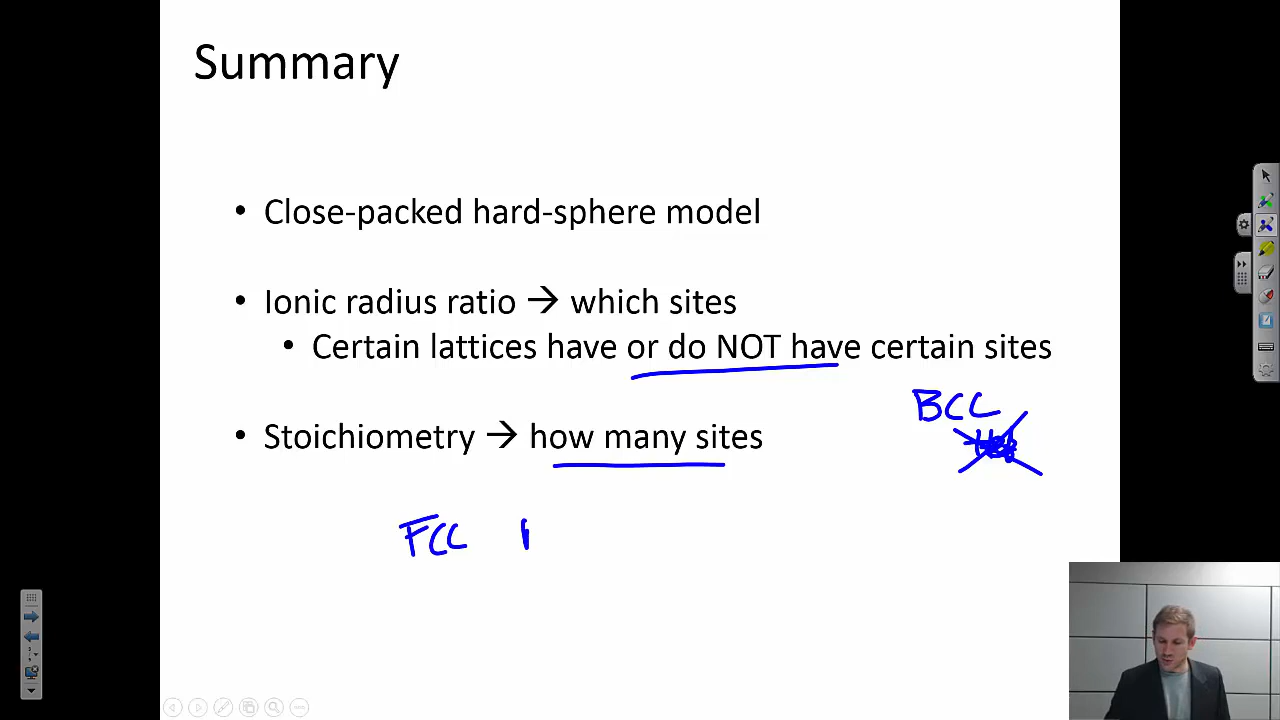 Summary
• Close-packed hard-sphere model
• Ionic radius ratio → which sites
• Certain lattices have or do NOT have certain sites
BCC
• Stoichiometry → how many sites
FCC